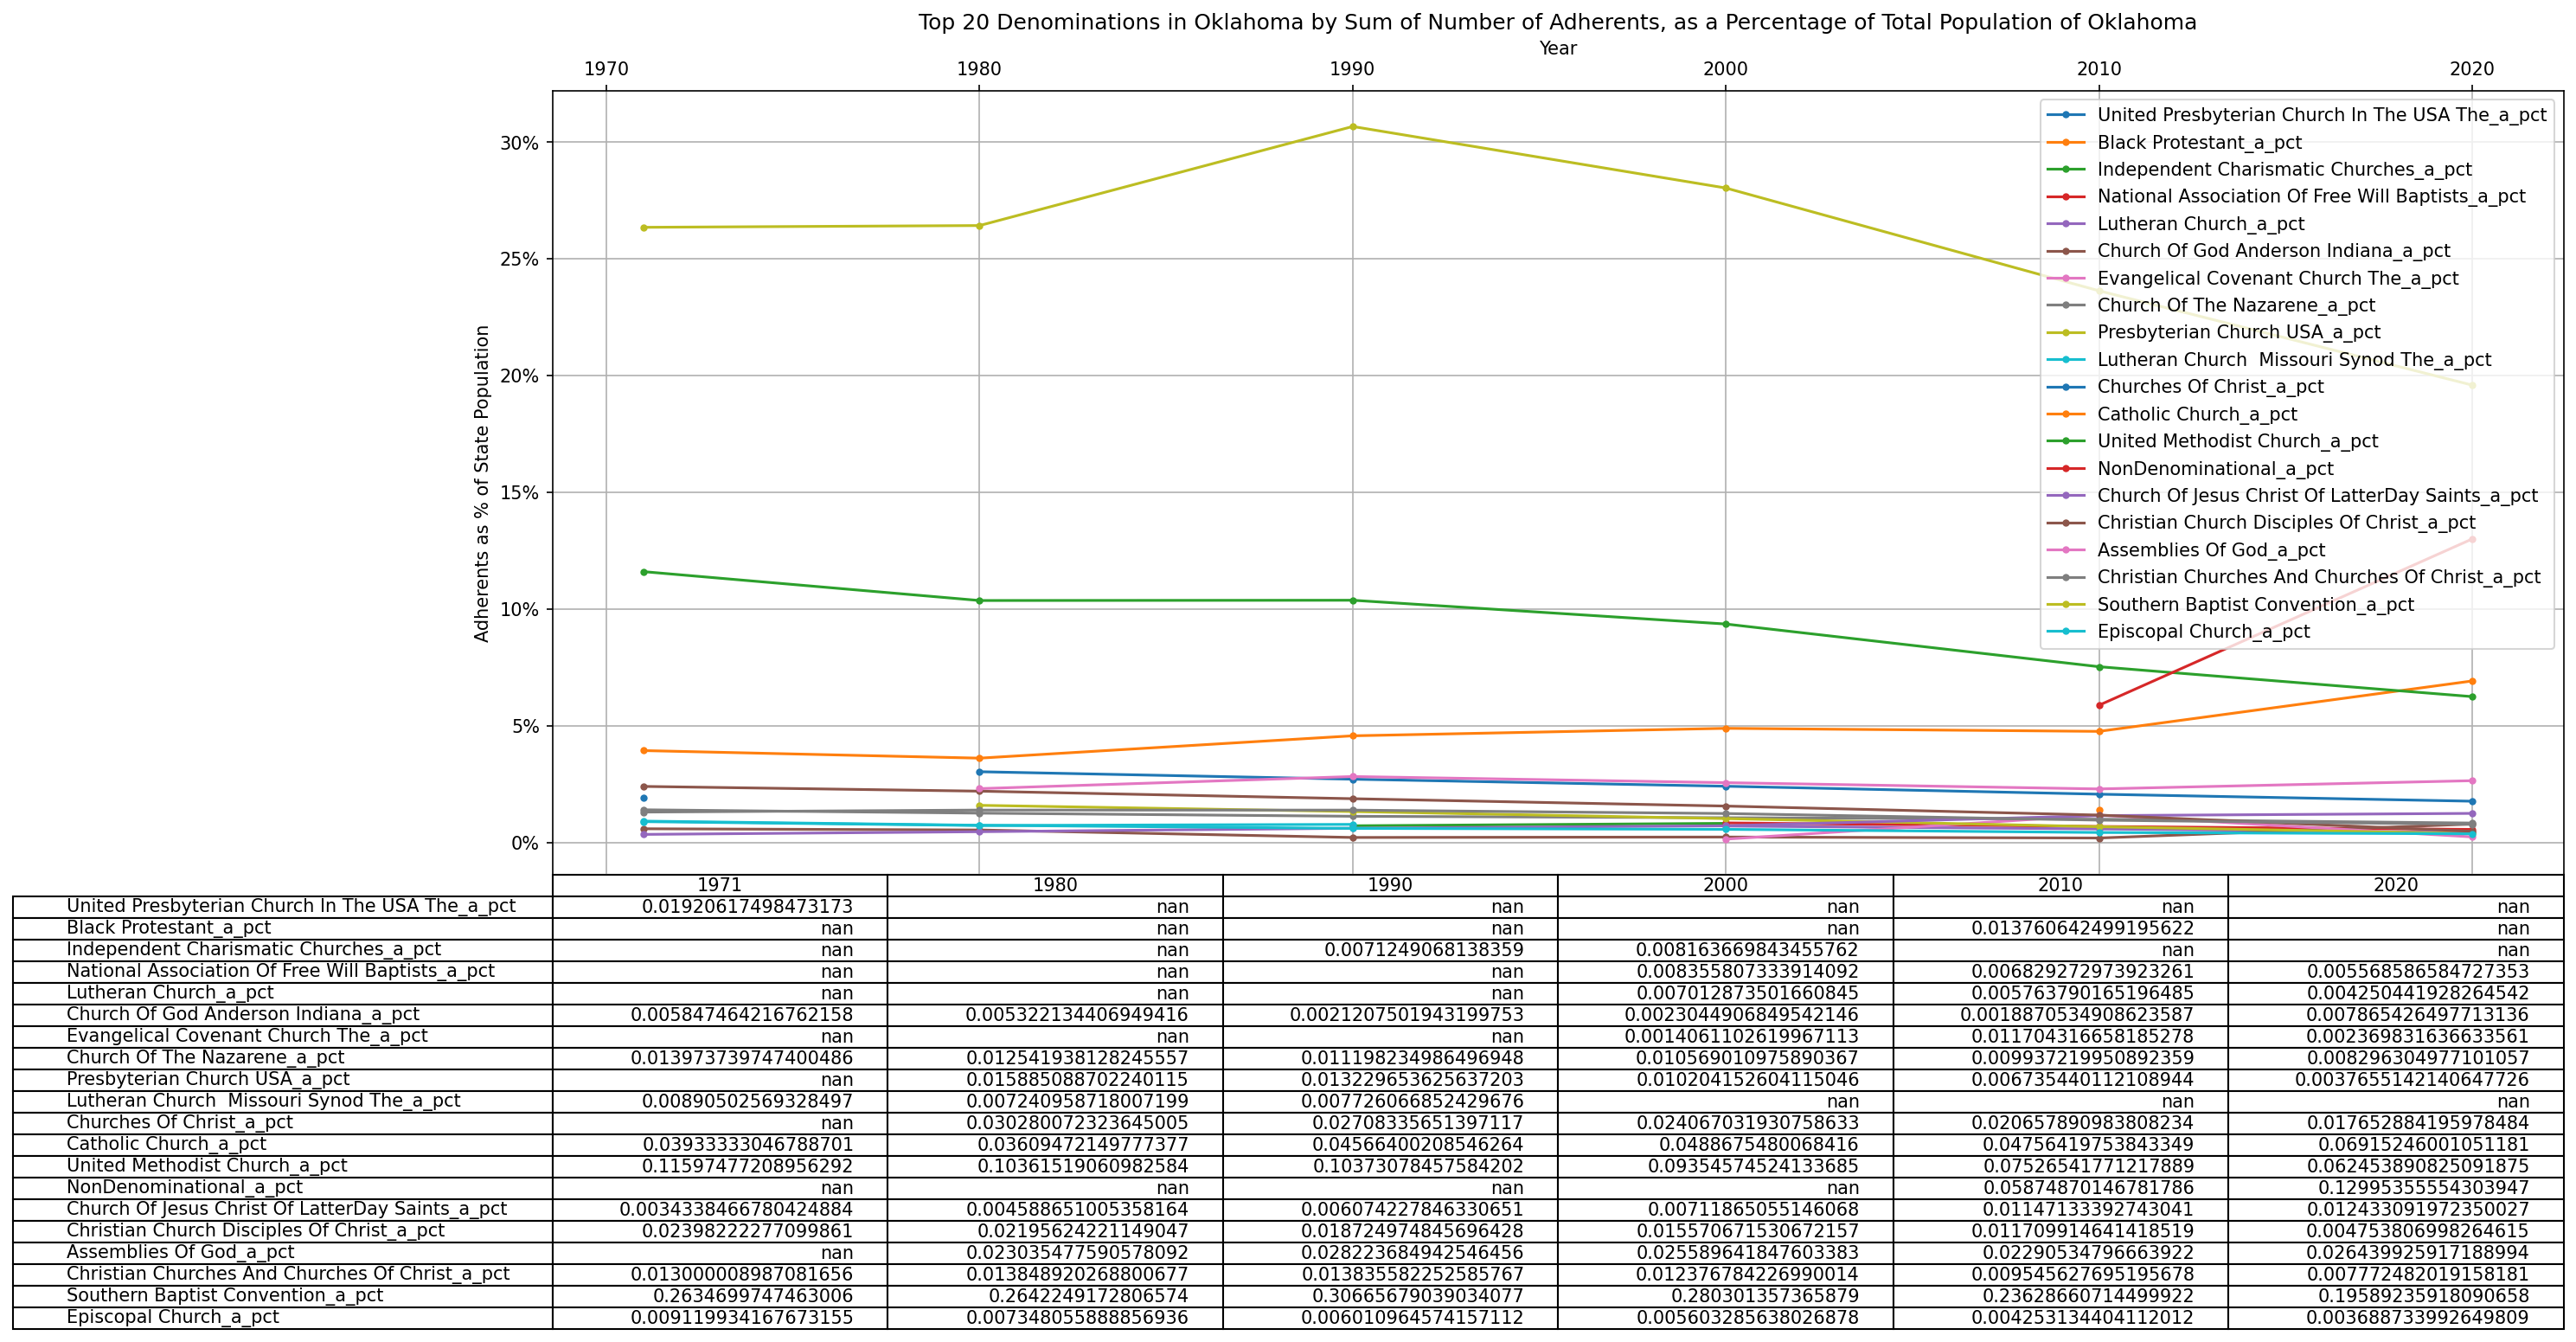 Top 20 Denominations in Oklahoma by Sum of Number of Adherents, as a Percentage of Total Population of Oklahoma
Year
1970 1980 1990 2000 2010 2020
30%
25%
20%
15%
10%
5%
0%
Adherents as % of State Population
United Presbyterian Church In The USA The_a_pct
Black Protestant_a_pct
Independent Charismatic Churches_a_pct
National Association Of Free Will Baptists_a_pct
Lutheran Church_a_pct
Church Of God Anderson Indiana_a_pct
Evangelical Covenant Church The_a_pct
Church Of The Nazarene_a_pct
Presbyterian Church USA_a_pct
Lutheran Church  Missouri Synod The_a_pct
Churches Of Christ_a_pct
Catholic Church_a_pct
United Methodist Church_a_pct
NonDenominational_a_pct
Church Of Jesus Christ Of LatterDay Saints_a_pct
Christian Church Disciples Of Christ_a_pct
Assemblies Of God_a_pct
Christian Churches And Churches Of Christ_a_pct
Southern Baptist Convention_a_pct
Episcopal Church_a_pct
1971 1980 1990 2000 2010 2020
United Presbyterian Church In The USA The_a_pct 0.01920617498473173 nan nan nan nan nan
Black Protestant_a_pct nan nan nan nan 0.013760642499195622 nan
Independent Charismatic Churches_a_pct nan nan 0.0071249068138359 0.008163669843455762 nan nan
National Association Of Free Will Baptists_a_pct nan nan nan 0.008355807333914092 0.006829272973923261 0.005568586584727353
Lutheran Church_a_pct nan nan nan 0.007012873501660845 0.005763790165196485 0.004250441928264542
Church Of God Anderson Indiana_a_pct 0.005847464216762158 0.005322134406949416 0.0021207501943199753 0.0023044906849542146 0.0018870534908623587 0.007865426497713136
Evangelical Covenant Church The_a_pct nan nan nan 0.0014061102619967113 0.011704316658185278 0.002369831636633561
Church Of The Nazarene_a_pct 0.013973739747400486 0.012541938128245557 0.011198234986496948 0.010569010975890367 0.009937219950892359 0.008296304977101057
Presbyterian Church USA_a_pct nan 0.015885088702240115 0.013229653625637203 0.010204152604115046 0.006735440112108944 0.0037655142140647726
Lutheran Church  Missouri Synod The_a_pct 0.00890502569328497 0.007240958718007199 0.007726066852429676 nan nan nan
Churches Of Christ_a_pct nan 0.030280072323645005 0.02708335651397117 0.024067031930758633 0.020657890983808234 0.017652884195978484
Catholic Church_a_pct 0.03933333046788701 0.03609472149777377 0.04566400208546264 0.0488675480068416 0.04756419753843349 0.06915246001051181
United Methodist Church_a_pct 0.11597477208956292 0.10361519060982584 0.10373078457584202 0.09354574524133685 0.07526541771217889 0.062453890825091875
NonDenominational_a_pct nan nan nan nan 0.05874870146781786 0.12995355554303947
Church Of Jesus Christ Of LatterDay Saints_a_pct 0.0034338466780424884 0.004588651005358164 0.006074227846330651 0.00711865055146068 0.01147133392743041 0.012433091972350027
Christian Church Disciples Of Christ_a_pct 0.02398222277099861 0.02195624221149047 0.018724974845696428 0.015570671530672157 0.011709914641418519 0.004753806998264615
Assemblies Of God_a_pct nan 0.023035477590578092 0.028223684942546456 0.025589641847603383 0.02290534796663922 0.026439925917188994
Christian Churches And Churches Of Christ_a_pct 0.013000008987081656 0.013848920268800677 0.013835582252585767 0.012376784226990014 0.009545627695195678 0.007772482019158181
Southern Baptist Convention_a_pct 0.2634699747463006 0.2642249172806574 0.30665679039034077 0.280301357365879 0.23628660714499922 0.19589235918090658
Episcopal Church_a_pct 0.009119934167673155 0.007348055888856936 0.006010964574157112 0.005603285638026878 0.004253134404112012 0.003688733992649809